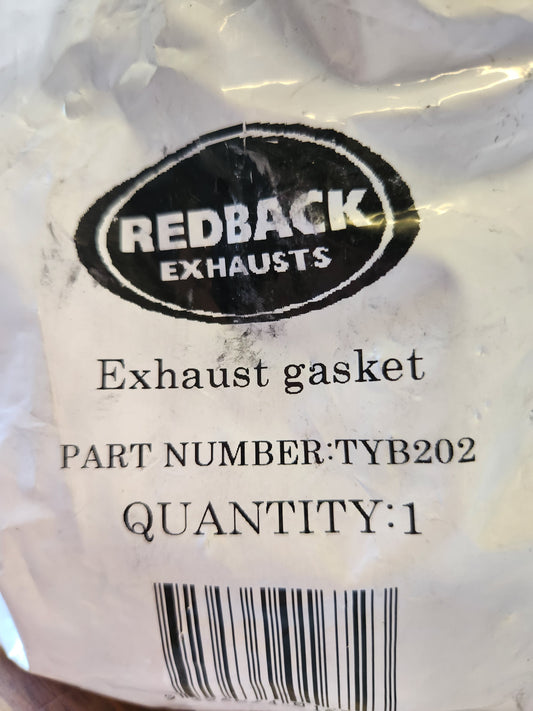 REDBACK
EXHAUSTS
Exhaust gasket
PART NUMBER:TYB202
QUANTITY:1